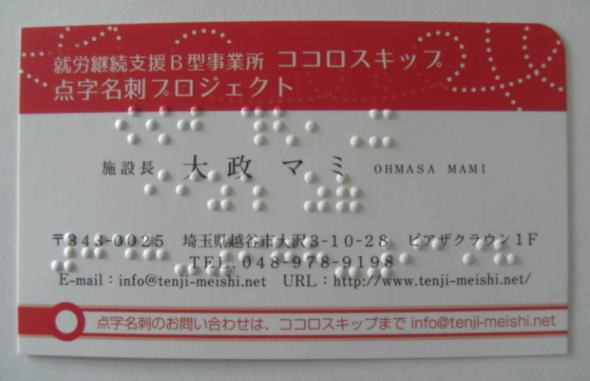 就労継続支援B型事業所 ココロスキップ
点字名刺プロジェクト
施設長 大政 マミ OHMASA MAMI
〒343-0025 埼玉県越谷市大沢3-10-28 ピアザクラウン1F
TEL.048-978-9198
E-mail：info@tenji-meishi.net URL：http://www.tenji-meishi.net/
点字名刺のお問い合わせは、ココロスキップまで info@tenji-meishi.net